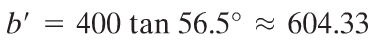 b′ = 400 tan 56.5° ≈ 604.33